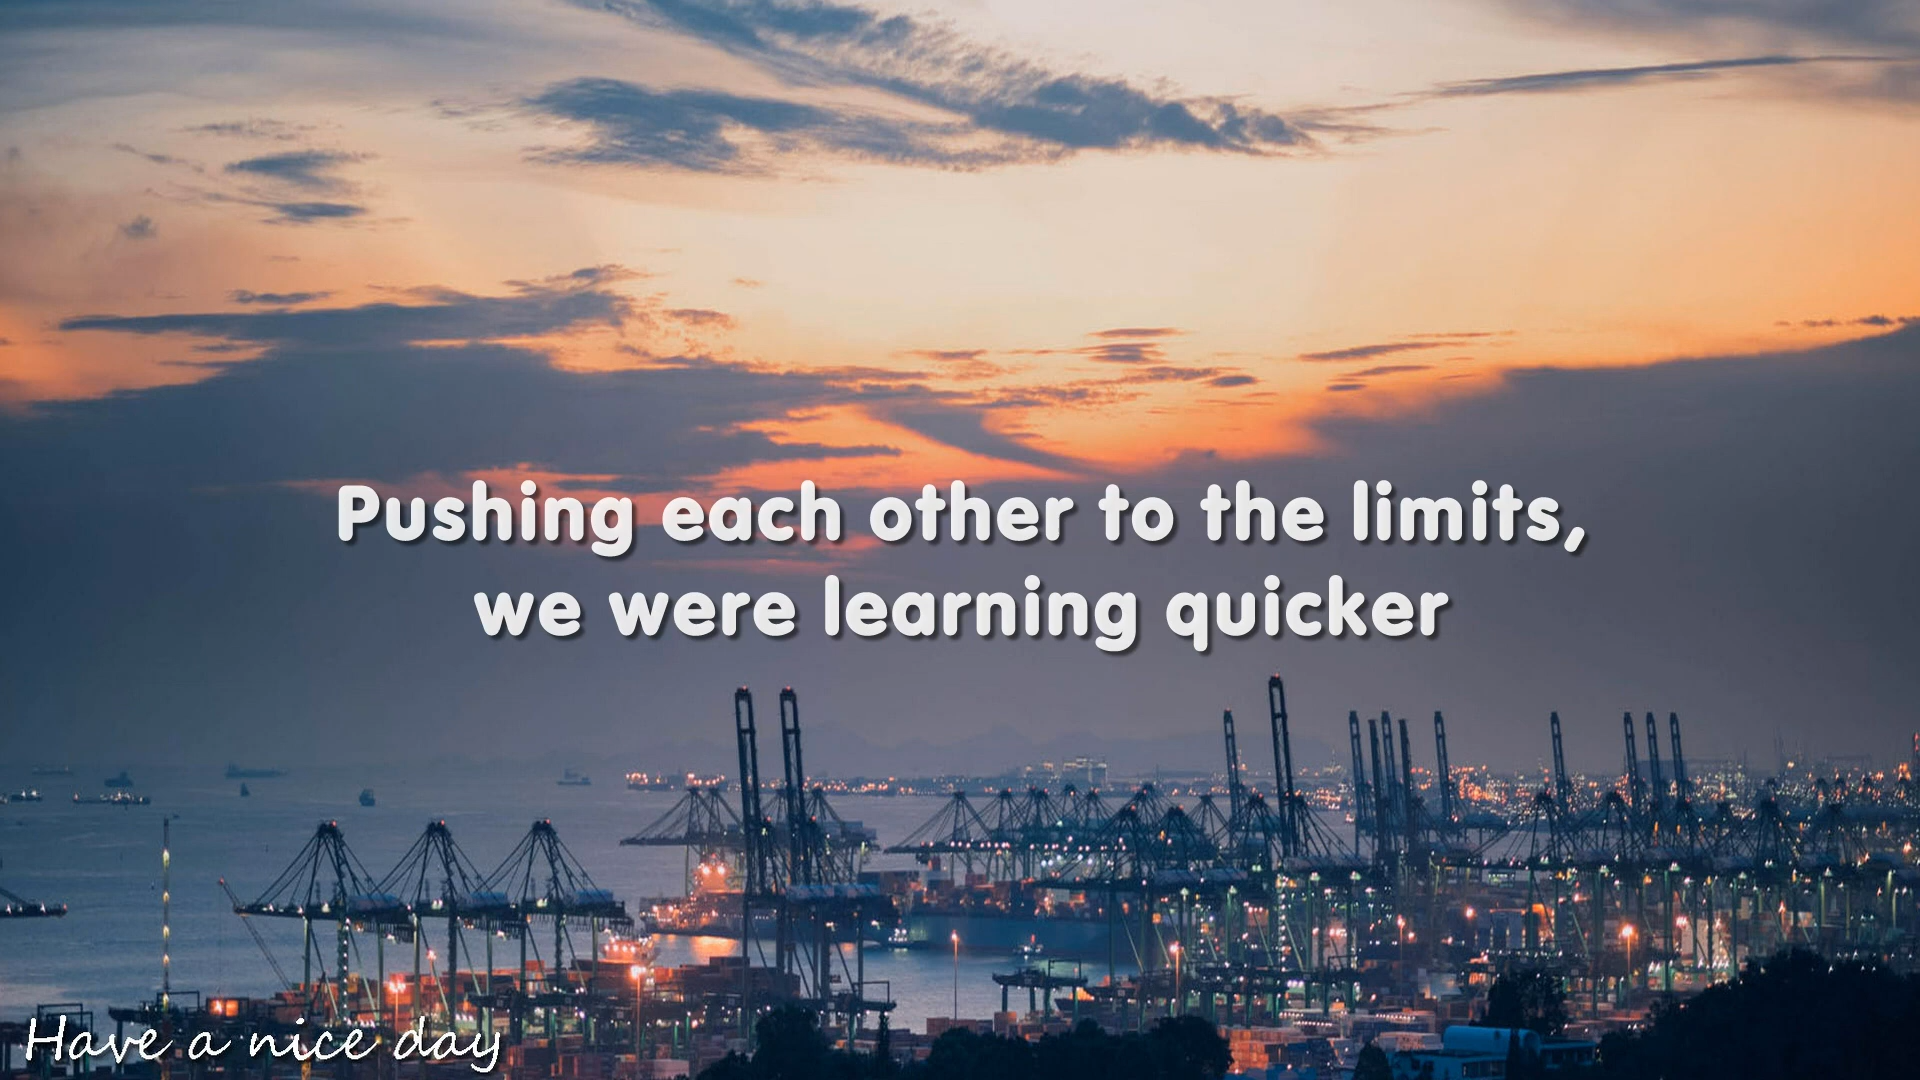 Pushing each other to the limits,
we were learning quicker
Have a nice day